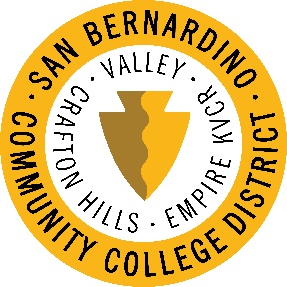 · SAN BERNARDINO ·
COMMUNITY COLLEGE DISTRICT
· VALLEY ·
CRAFTON HILLS · EMPIRE KVCR